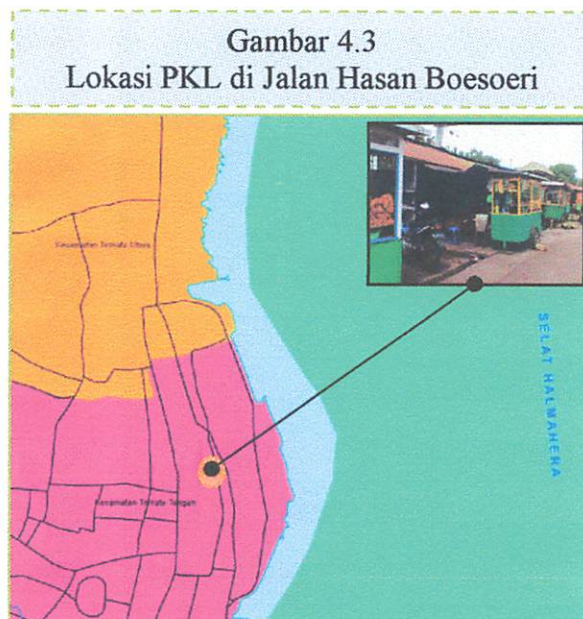 Gambar 4.3
Lokasi PKL di Jalan Hasan Boesoeri
Kecamatan Ternate Utara
SELAT HALMAHERA
Kecamatan Ternate Tengah